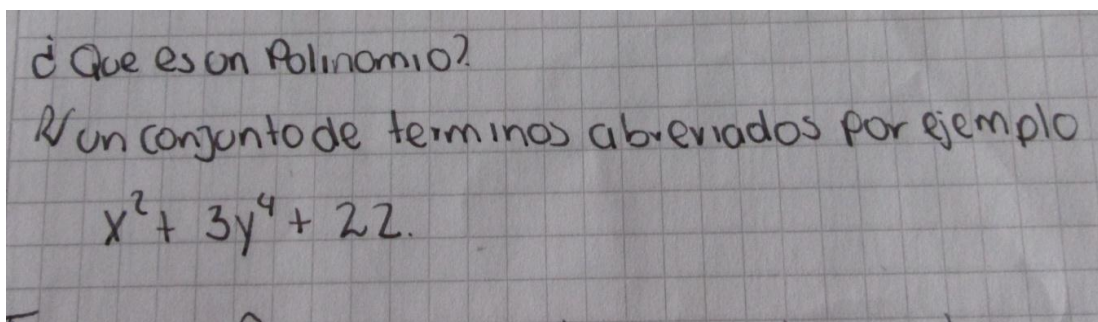 ¿Que es un Polinomio?
R/ un conjunto de terminos abreviados por ejemplo
x² + 3y⁴ + 2z.